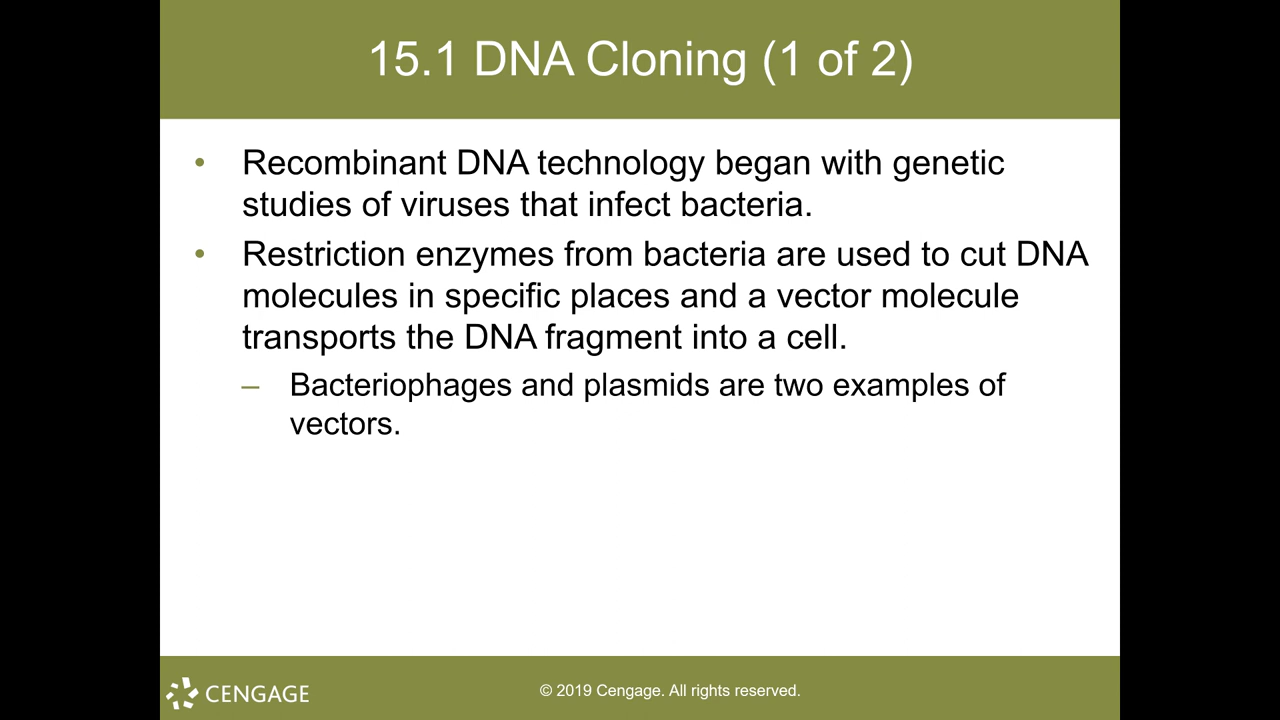 15.1 DNA Cloning (1 of 2)
• Recombinant DNA technology began with genetic
studies of viruses that infect bacteria.
• Restriction enzymes from bacteria are used to cut DNA
molecules in specific places and a vector molecule
transports the DNA fragment into a cell.
– Bacteriophages and plasmids are two examples of
vectors.
CENGAGE
© 2019 Cengage. All rights reserved.